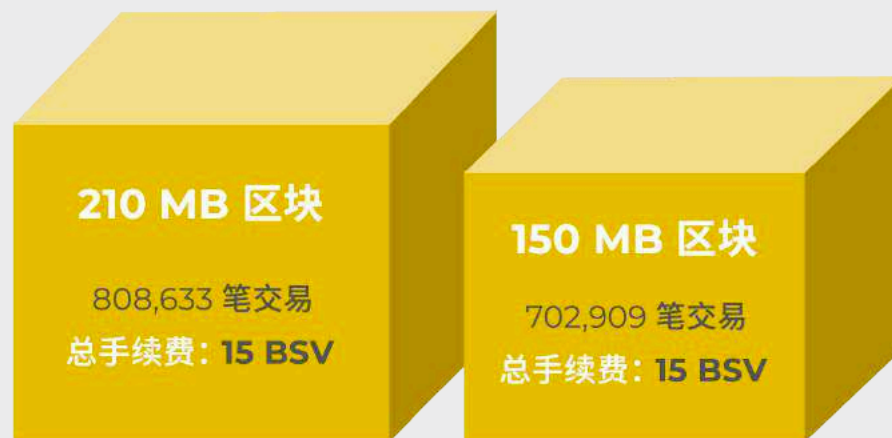 210 MB 区块
808,633 笔交易
总手续费：15 BSV
150 MB 区块
702,909 笔交易
总手续费：15 BSV